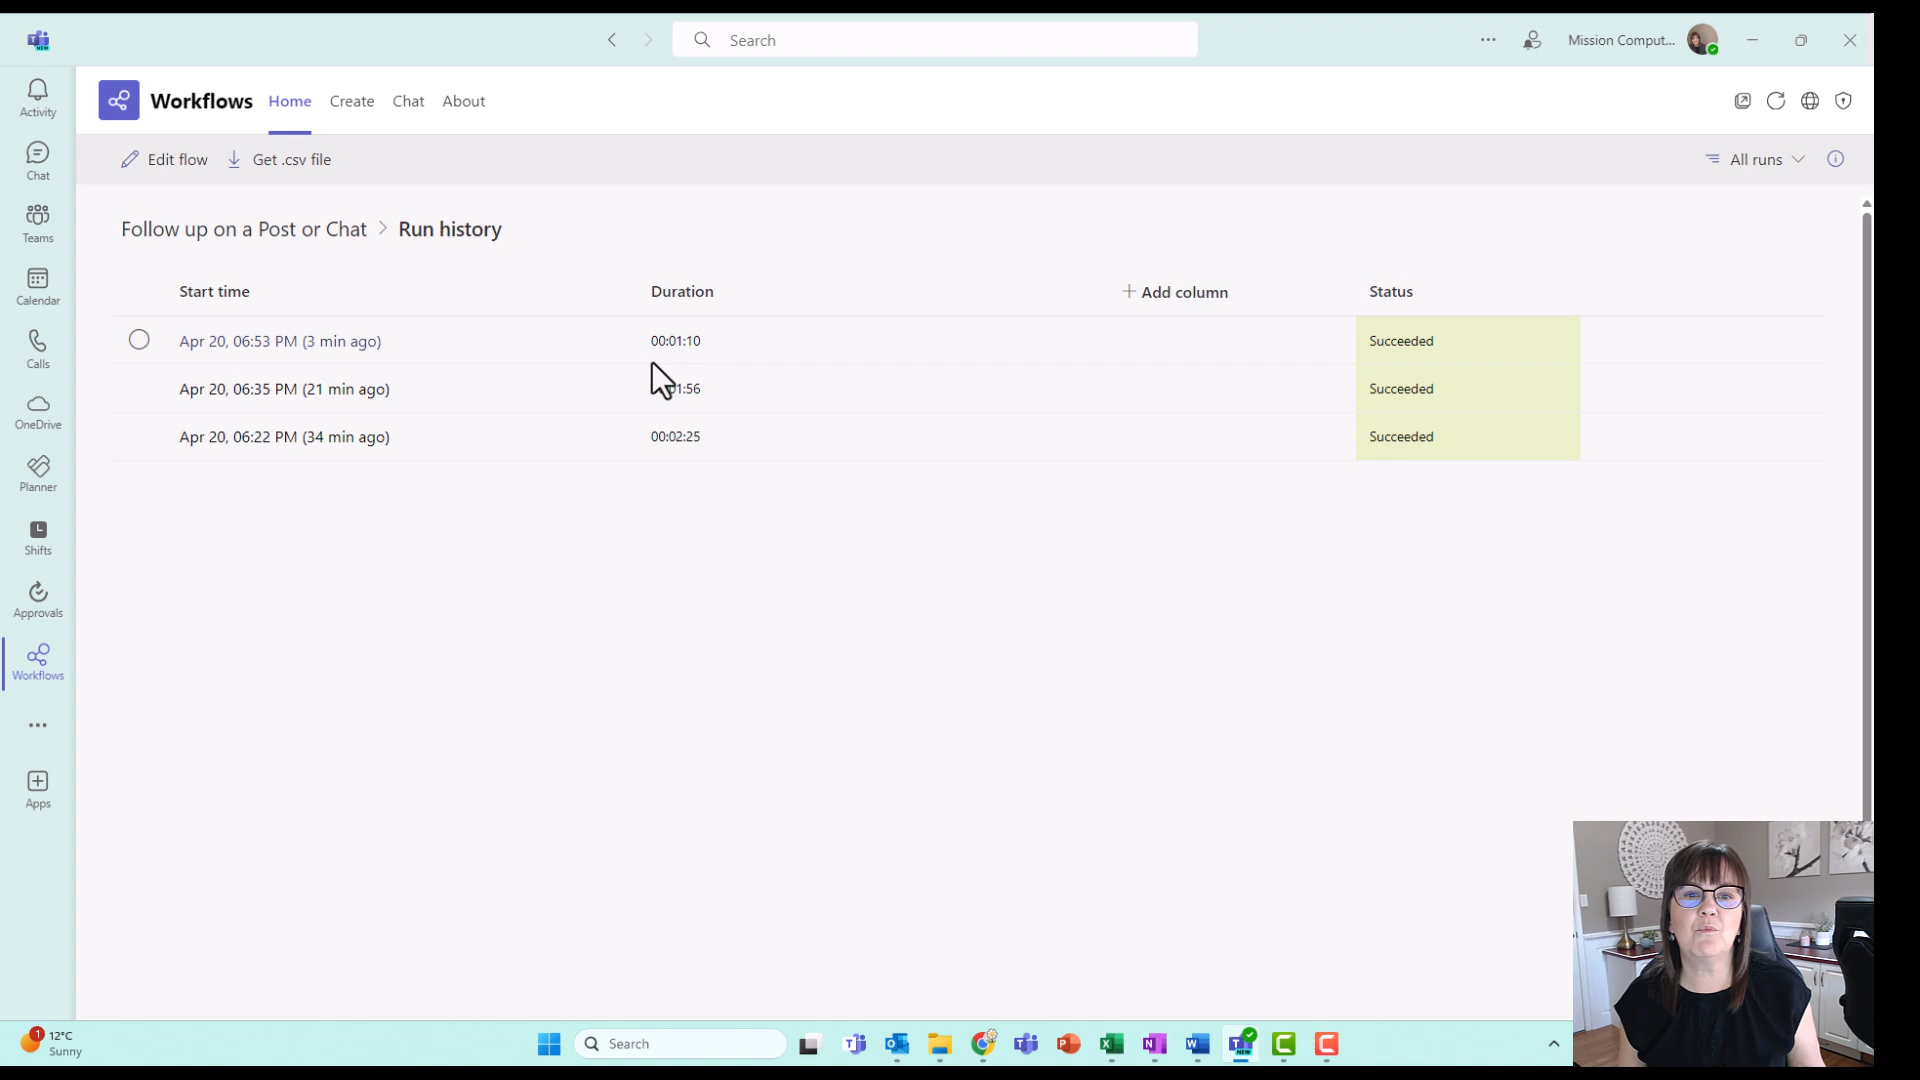 Search
Mission Comput...
Activity
Chat
Teams
Calendar
Calls
OneDrive
Planner
Shifts
Approvals
Workflows
Apps
Workflows Home Create Chat About
Edit flow Get .csv file All runs
Follow up on a Post or Chat > Run history
Start time Duration + Add column Status
Apr 20, 06:53 PM (3 min ago) 00:01:10 Succeeded
Apr 20, 06:35 PM (21 min ago) 1:56 Succeeded
Apr 20, 06:22 PM (34 min ago) 00:02:25 Succeeded
1
12°C
Sunny
Search
NEW